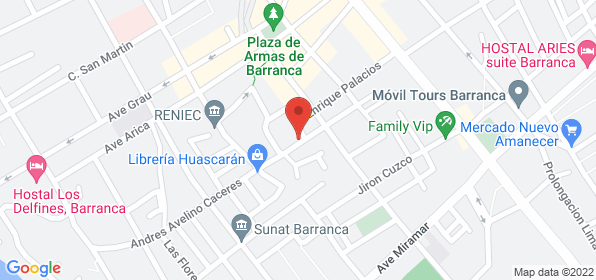 C. San Martin
Plaza de
Armas de
Barranca
HOSTAL ARIES
suite Barranca
Enrique Palacios
Ave Grau
Móvil Tours Barranca
RENIEC
Ave Arica
Family Vip
Mercado Nuevo
Amanecer
Librería Huascarán
Jiron Cuzco
Hostal Los
Delfines, Barranca
Prolongacion Lima
Andres Avelino Caceres
Sunat Barranca
Las Flore
Ave Miramar
Google
Map data ©2022